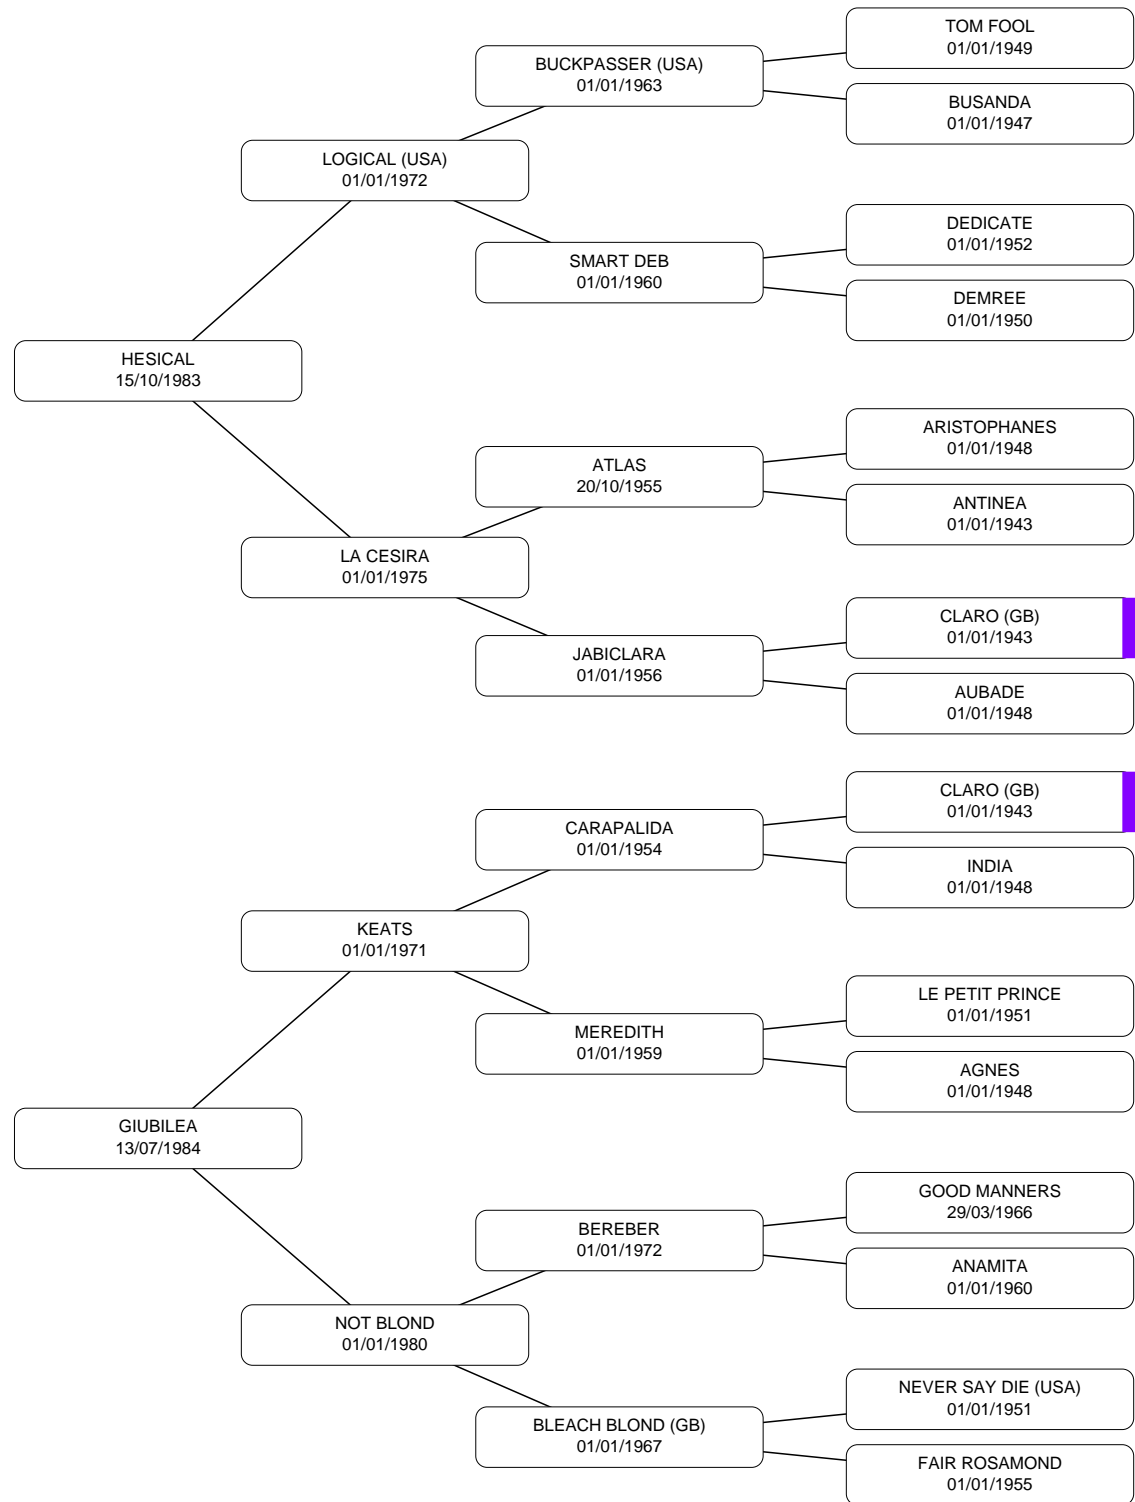 TOM FOOL
01/01/1949
BUCKPASSER (USA)
01/01/1963
BUSANDA
01/01/1947
LOGICAL (USA)
01/01/1972
DEDICATE
01/01/1952
SMART DEB
01/01/1960
DEMREE
01/01/1950
HESICAL
15/10/1983
ARISTOPHANES
01/01/1948
ATLAS
20/10/1955
ANTINEA
01/01/1943
LA CESIRA
01/01/1975
CLARO (GB)
01/01/1943
JABICLARA
01/01/1956
AUBADE
01/01/1948
CLARO (GB)
01/01/1943
CARAPALIDA
01/01/1954
INDIA
01/01/1948
KEATS
01/01/1971
LE PETIT PRINCE
01/01/1951
MEREDITH
01/01/1959
AGNES
01/01/1948
GIUBILEA
13/07/1984
GOOD MANNERS
29/03/1966
BEREBER
01/01/1972
ANAMITA
01/01/1960
NOT BLOND
01/01/1980
NEVER SAY DIE (USA)
01/01/1951
BLEACH BLOND (GB)
01/01/1967
FAIR ROSAMOND
01/01/1955